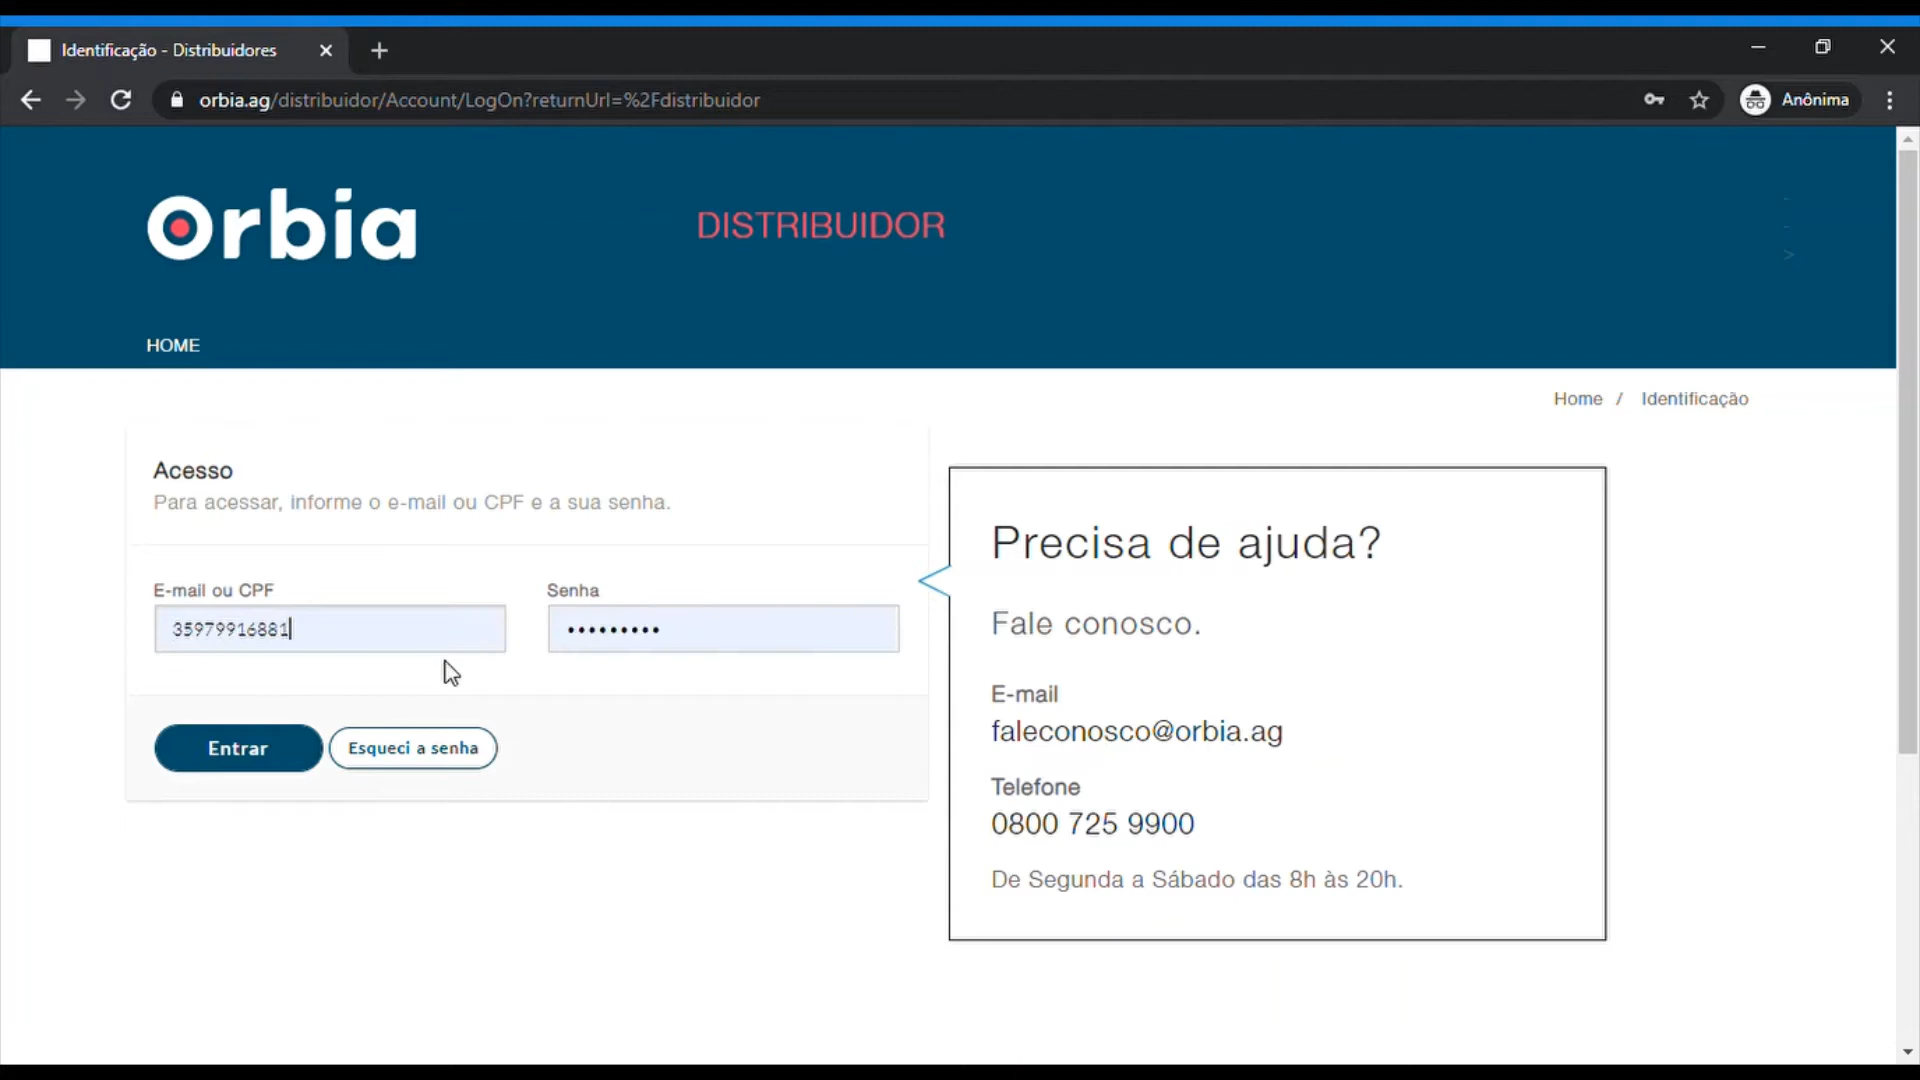 Identificação - Distribuidores
orbia.ag/distribuidor/Account/LogOn?returnUrl=%2Fdistribuidor
Anônima
Orbia
DISTRIBUIDOR
HOME
Home / Identificação
Acesso
Para acessar, informe o e-mail ou CPF e a sua senha.
E-mail ou CPF
Senha
35979916881
•••••••••
Entrar
Esqueci a senha
Precisa de ajuda?
Fale conosco.
E-mail
faleconosco@orbia.ag
Telefone
0800 725 9900
De Segunda a Sábado das 8h às 20h.